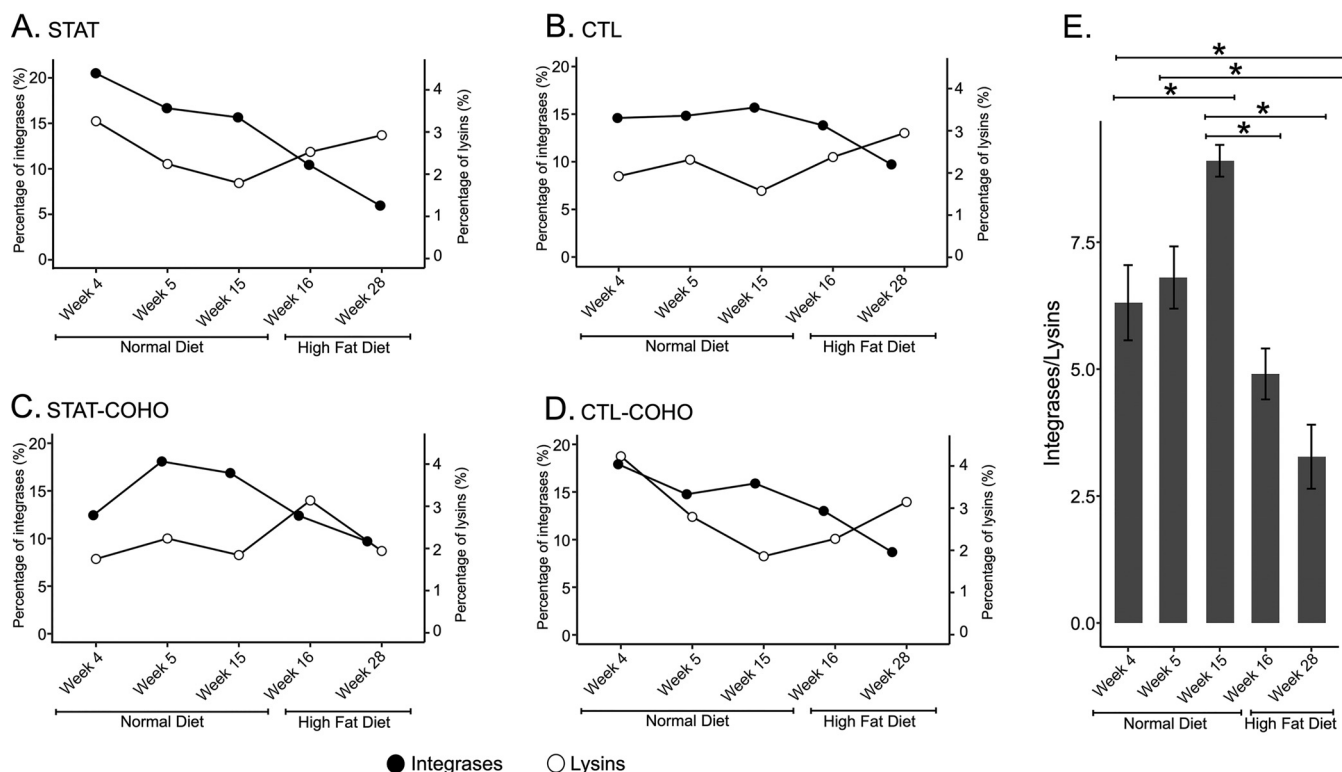 A. STAT
Percentage of integrases (%)
20
15
10
5
0
4
3
2
1
0
Percentage of lysins (%)
Week 4
Week 5
Week 15
Week 16
Week 28
Normal Diet
High Fat Diet
B. CTL
Percentage of integrases (%)
20
15
10
5
0
4
3
2
1
0
Percentage of lysins (%)
Week 4
Week 5
Week 15
Week 16
Week 28
Normal Diet
High Fat Diet
C. STAT-COHO
Percentage of integrases (%)
20
15
10
5
0
4
3
2
1
0
Percentage of lysins (%)
Week 4
Week 5
Week 15
Week 16
Week 28
Normal Diet
High Fat Diet
D. CTL-COHO
Percentage of integrases (%)
20
15
10
5
0
4
3
2
1
0
Percentage of lysins (%)
Week 4
Week 5
Week 15
Week 16
Week 28
Normal Diet
High Fat Diet
Integrases
Lysins
E.
*
*
*
*
*
Integrases/Lysins
7.5
5.0
2.5
0.0
Week 4
Week 5
Week 15
Week 16
Week 28
Normal Diet
High Fat Diet